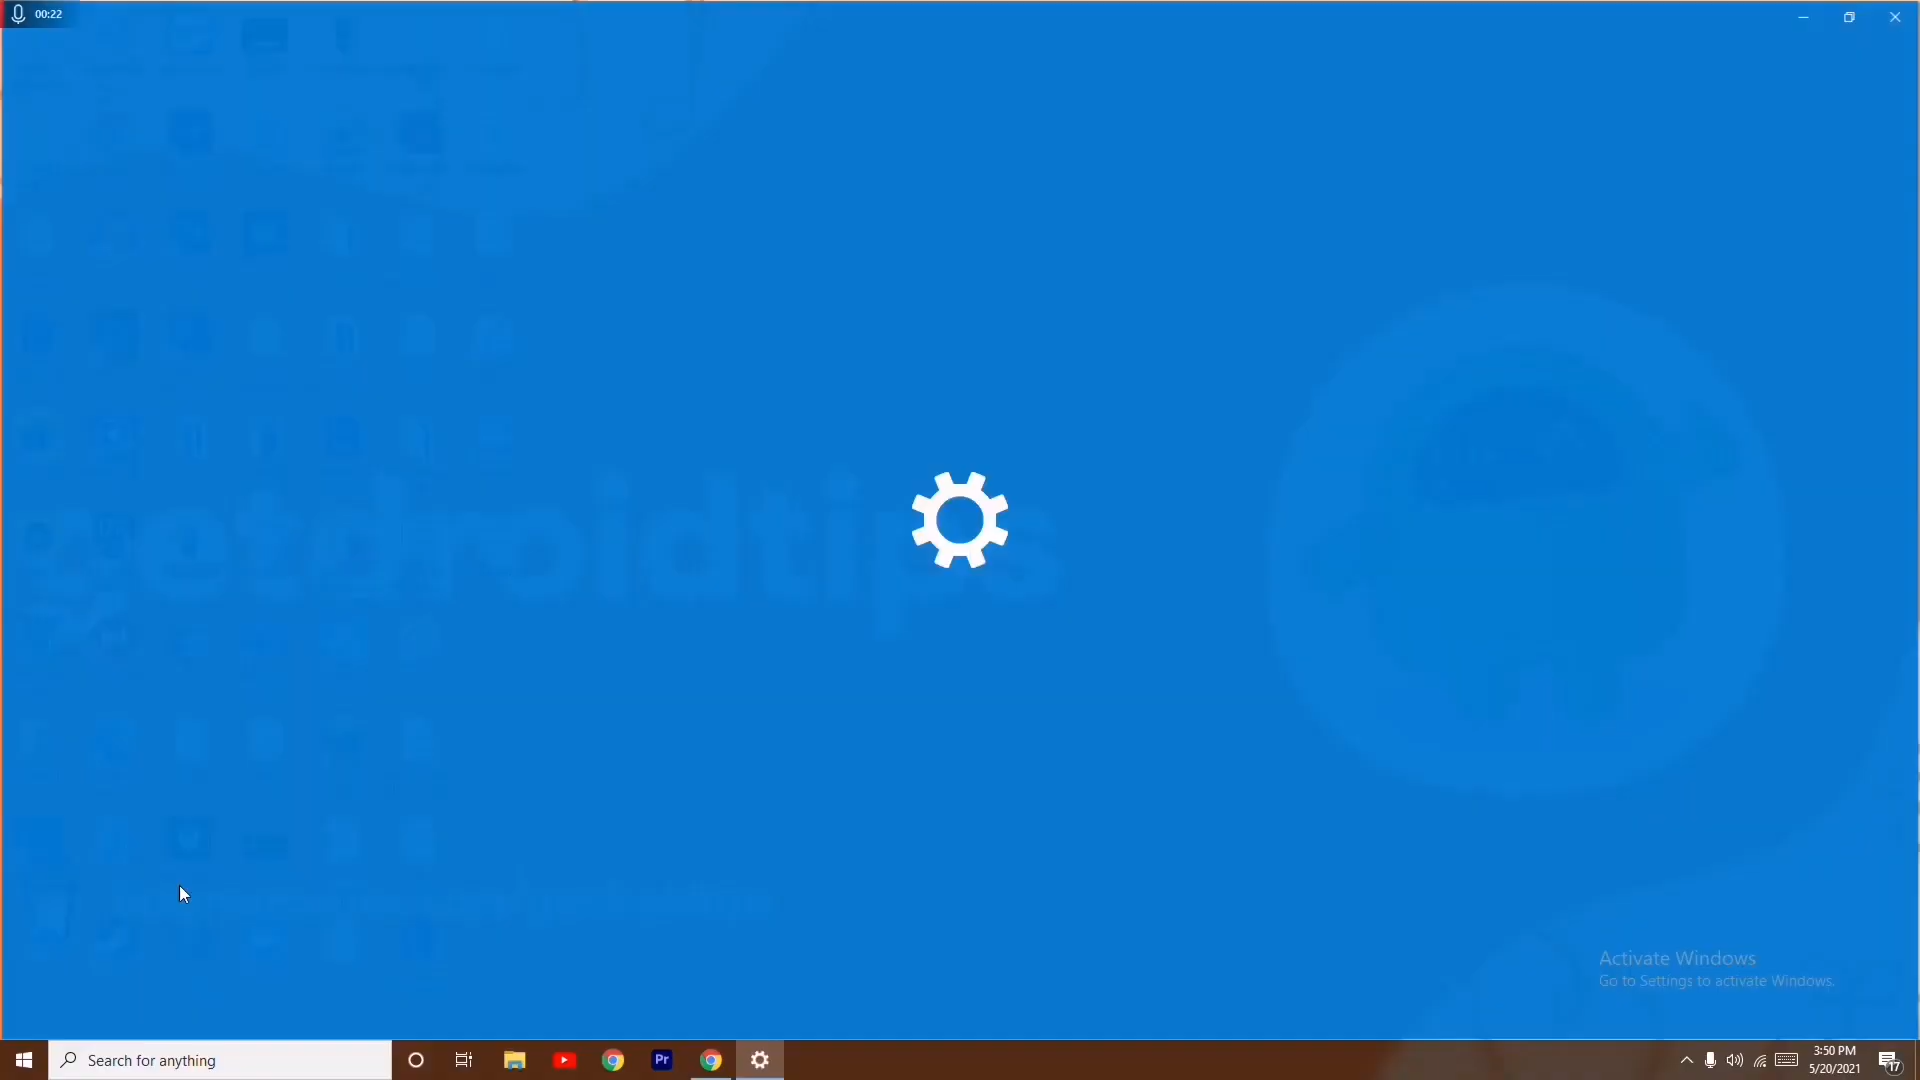 00:22
etdroidtips
Activate Windows
Go to Settings to activate Windows.
Search for anything
Pr
3:50 PM
5/20/2021
17